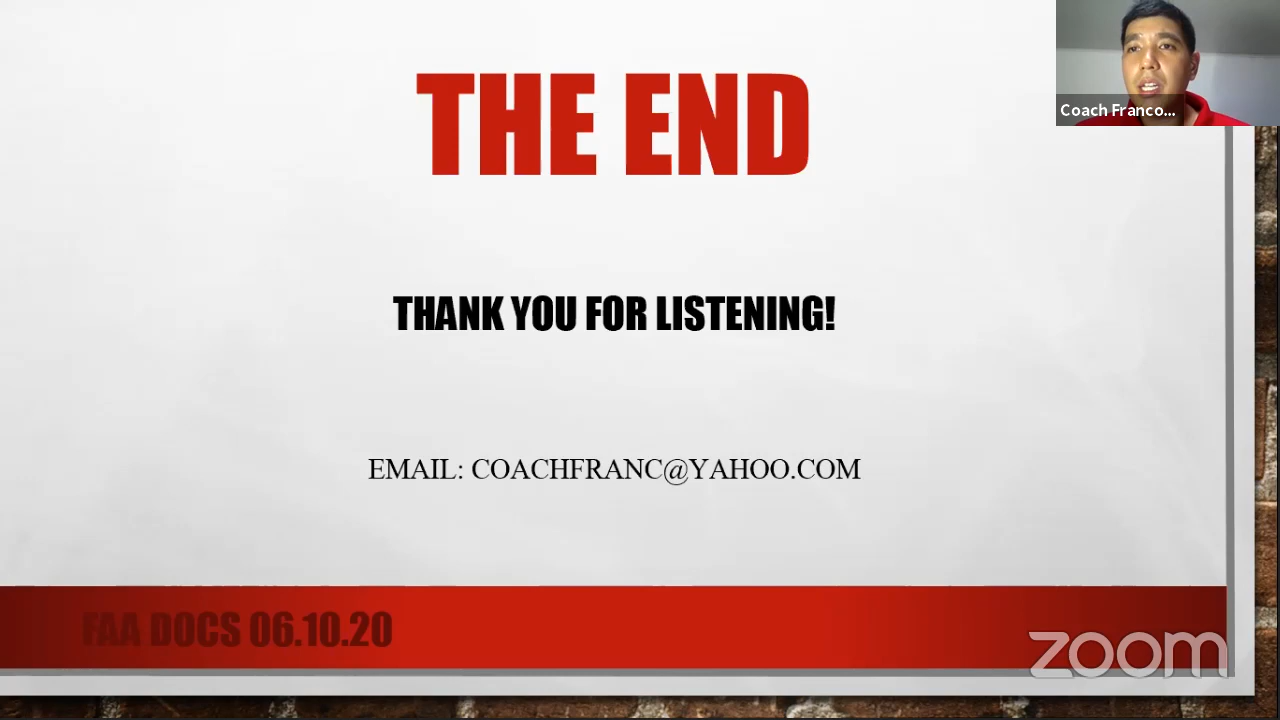 THE END
Coach Franco...
THANK YOU FOR LISTENING!
EMAIL: COACHFRANC@YAHOO.COM
FAA DOCS 06.10.20
zoom